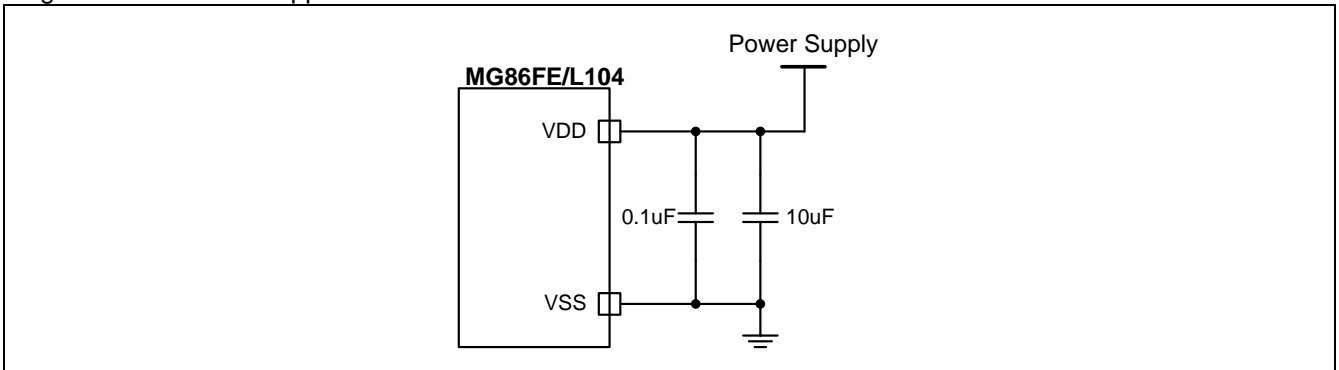 Power Supply
MG86FE/L104
VDD
0.1uF 10uF
VSS